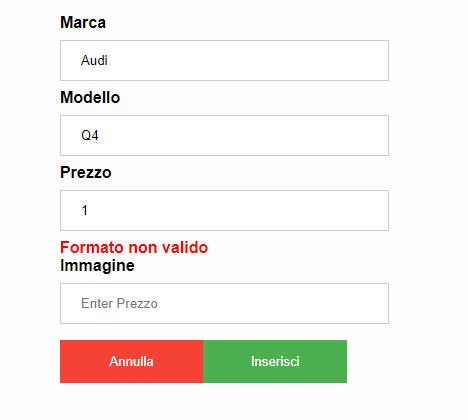 Marca
Audi
Modello
Q4
Prezzo
1
Formato non valido
Immagine
Enter Prezzo
Annulla Inserisci